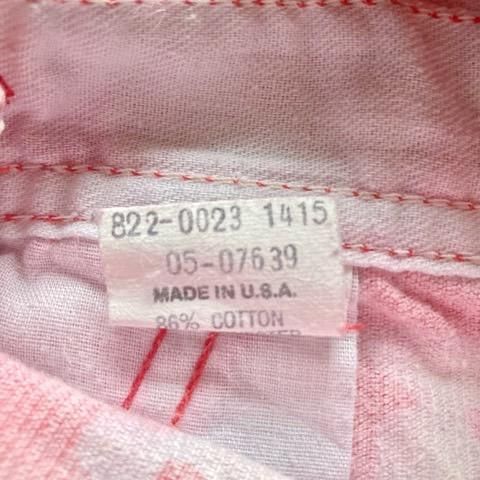 822-0023 1415
05-07639
MADE IN U.S.A.
86% COTTON